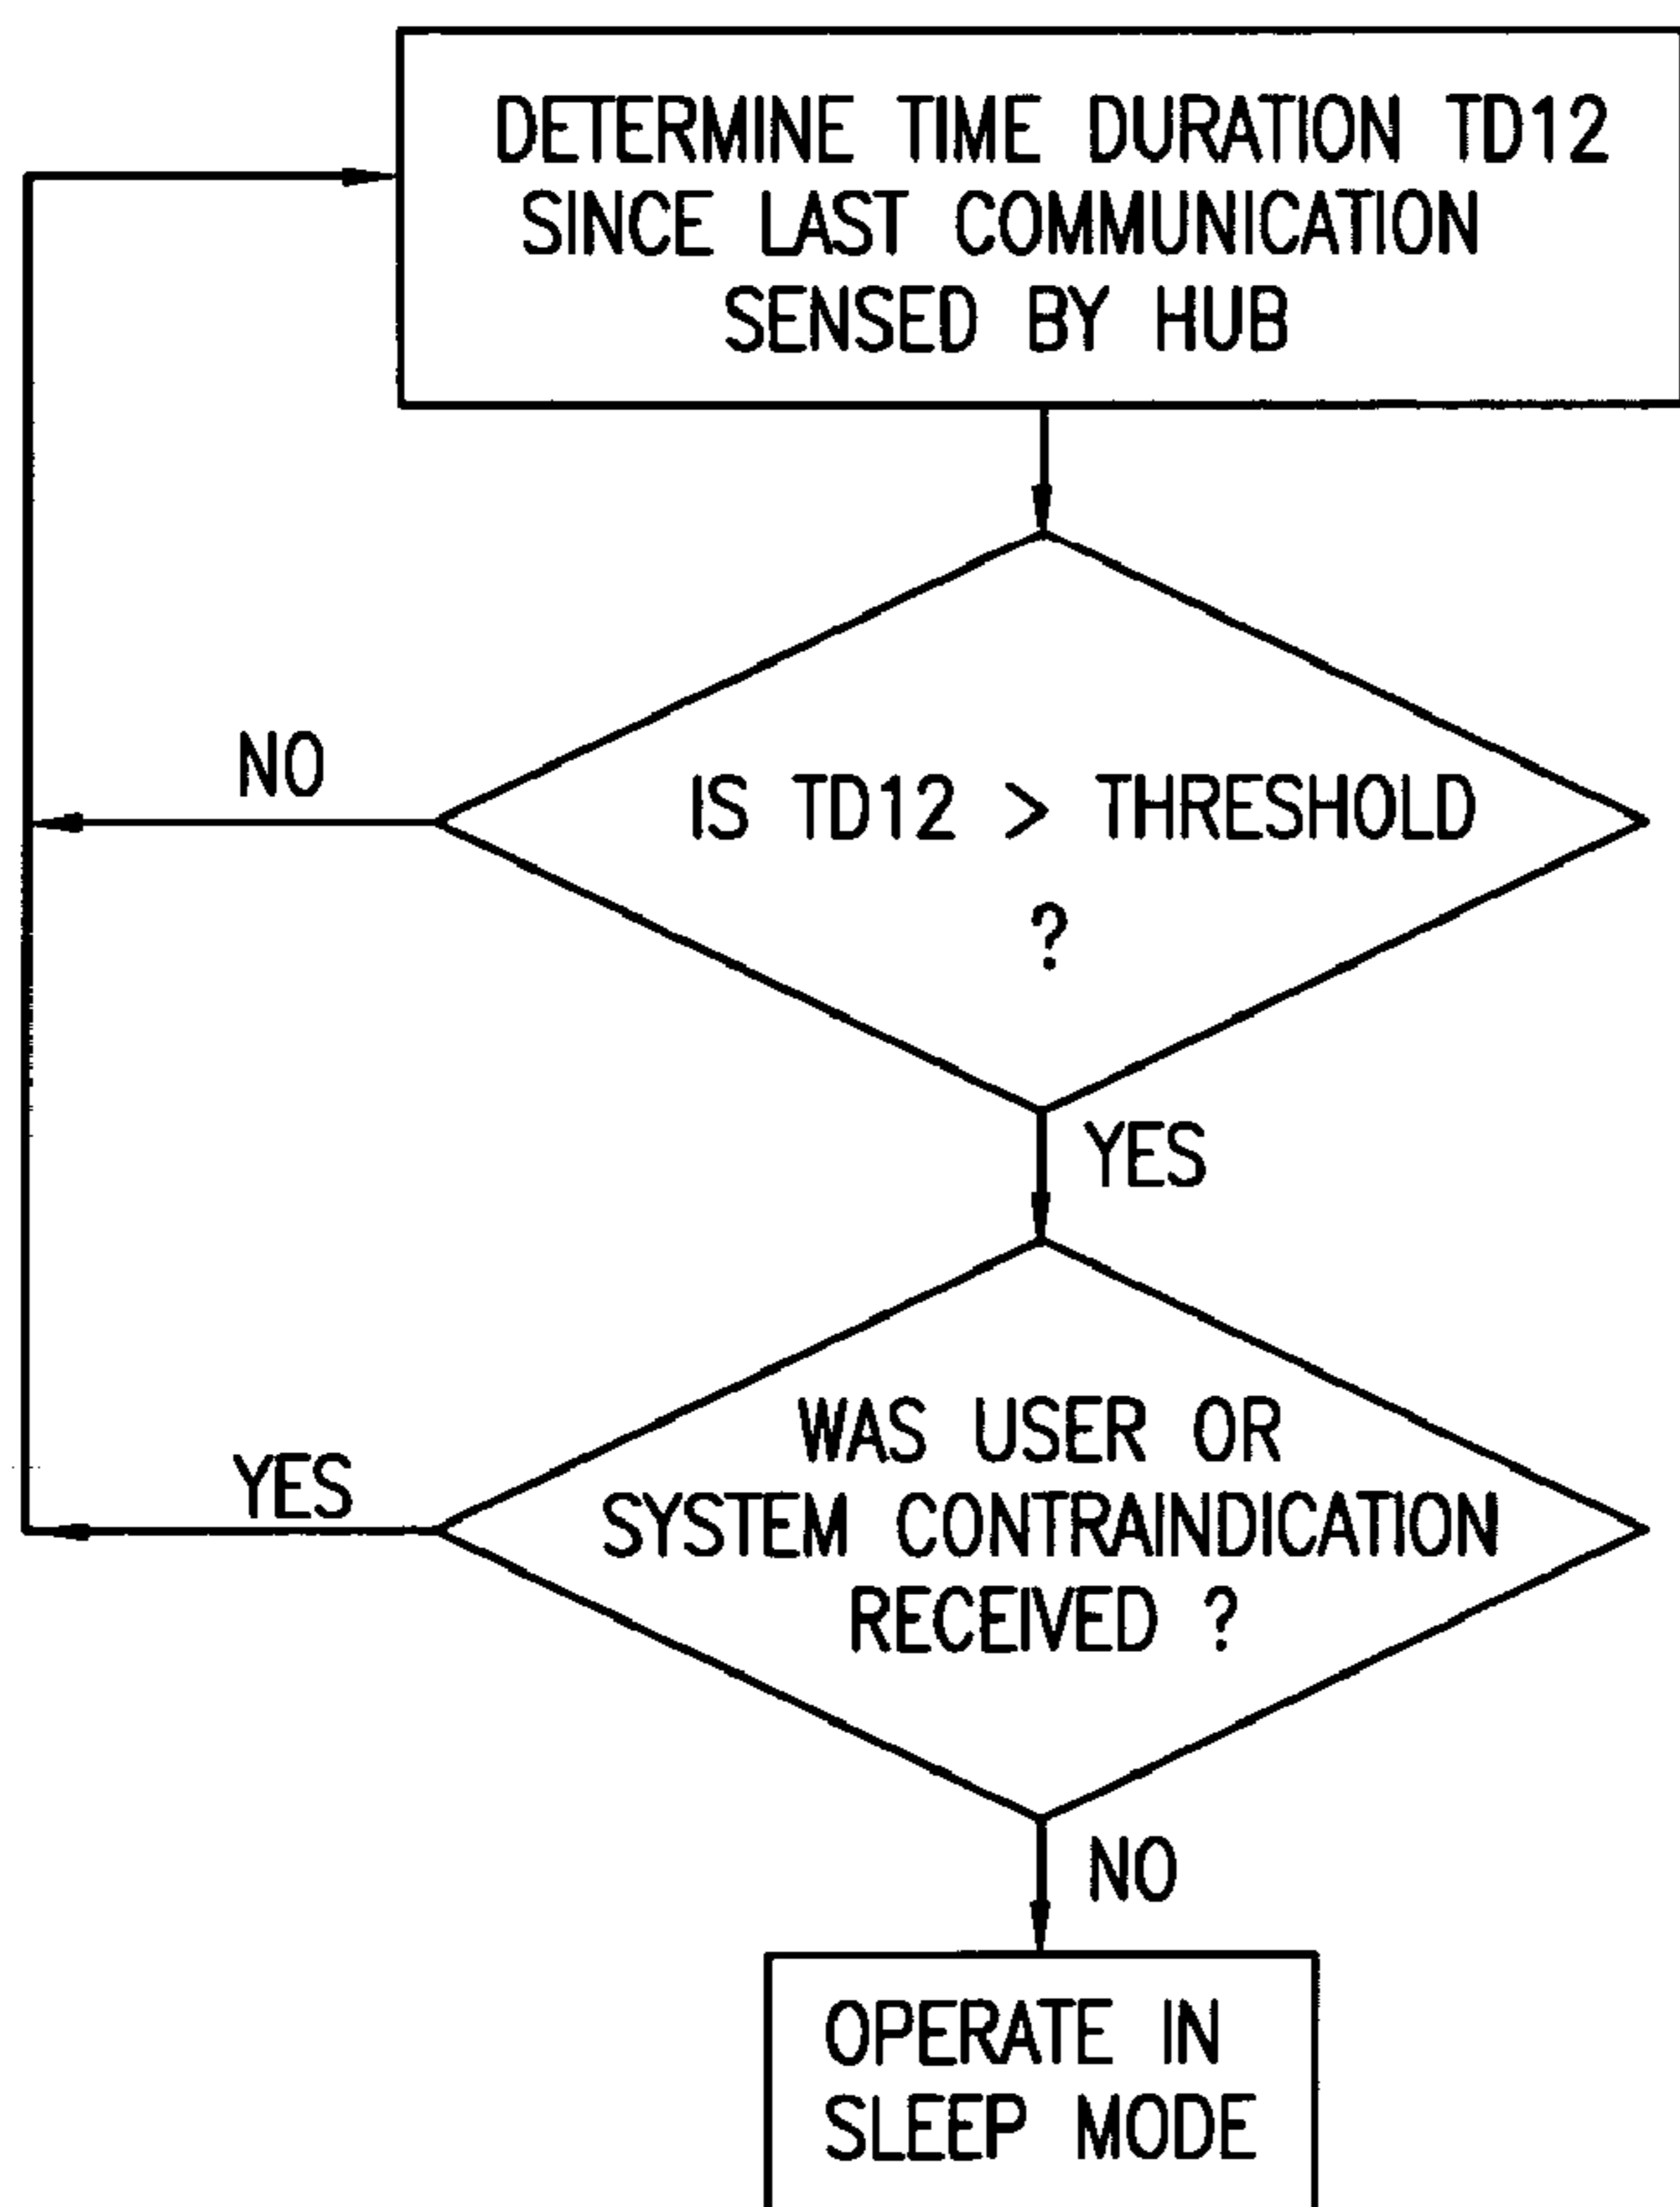 DETERMINE TIME DURATION TD12
SINCE LAST COMMUNICATION
SENSED BY HUB
NO
IS TD12 > THRESHOLD
?
YES
WAS USER OR
SYSTEM CONTRAINDICATION
RECEIVED ?
YES
NO
OPERATE IN
SLEEP MODE